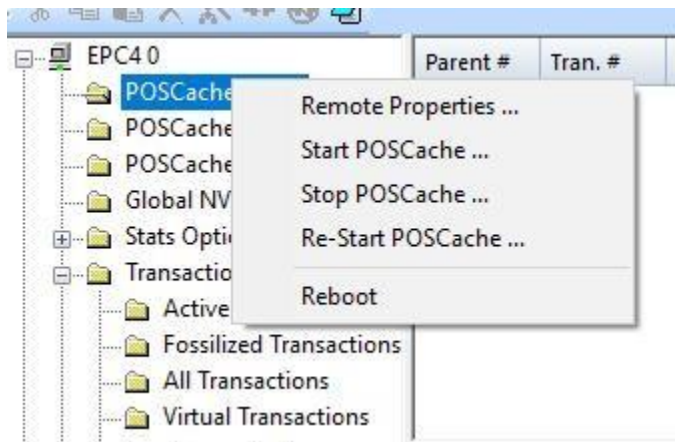 EPC4 0
Parent #
Tran. #
POSCache
Remote Properties ...
POSCache
Start POSCache ...
POSCache
Stop POSCache ...
Global NV
Re-Start POSCache ...
Stats Opti
Transactio
Reboot
Active
Fossilized Transactions
All Transactions
Virtual Transactions